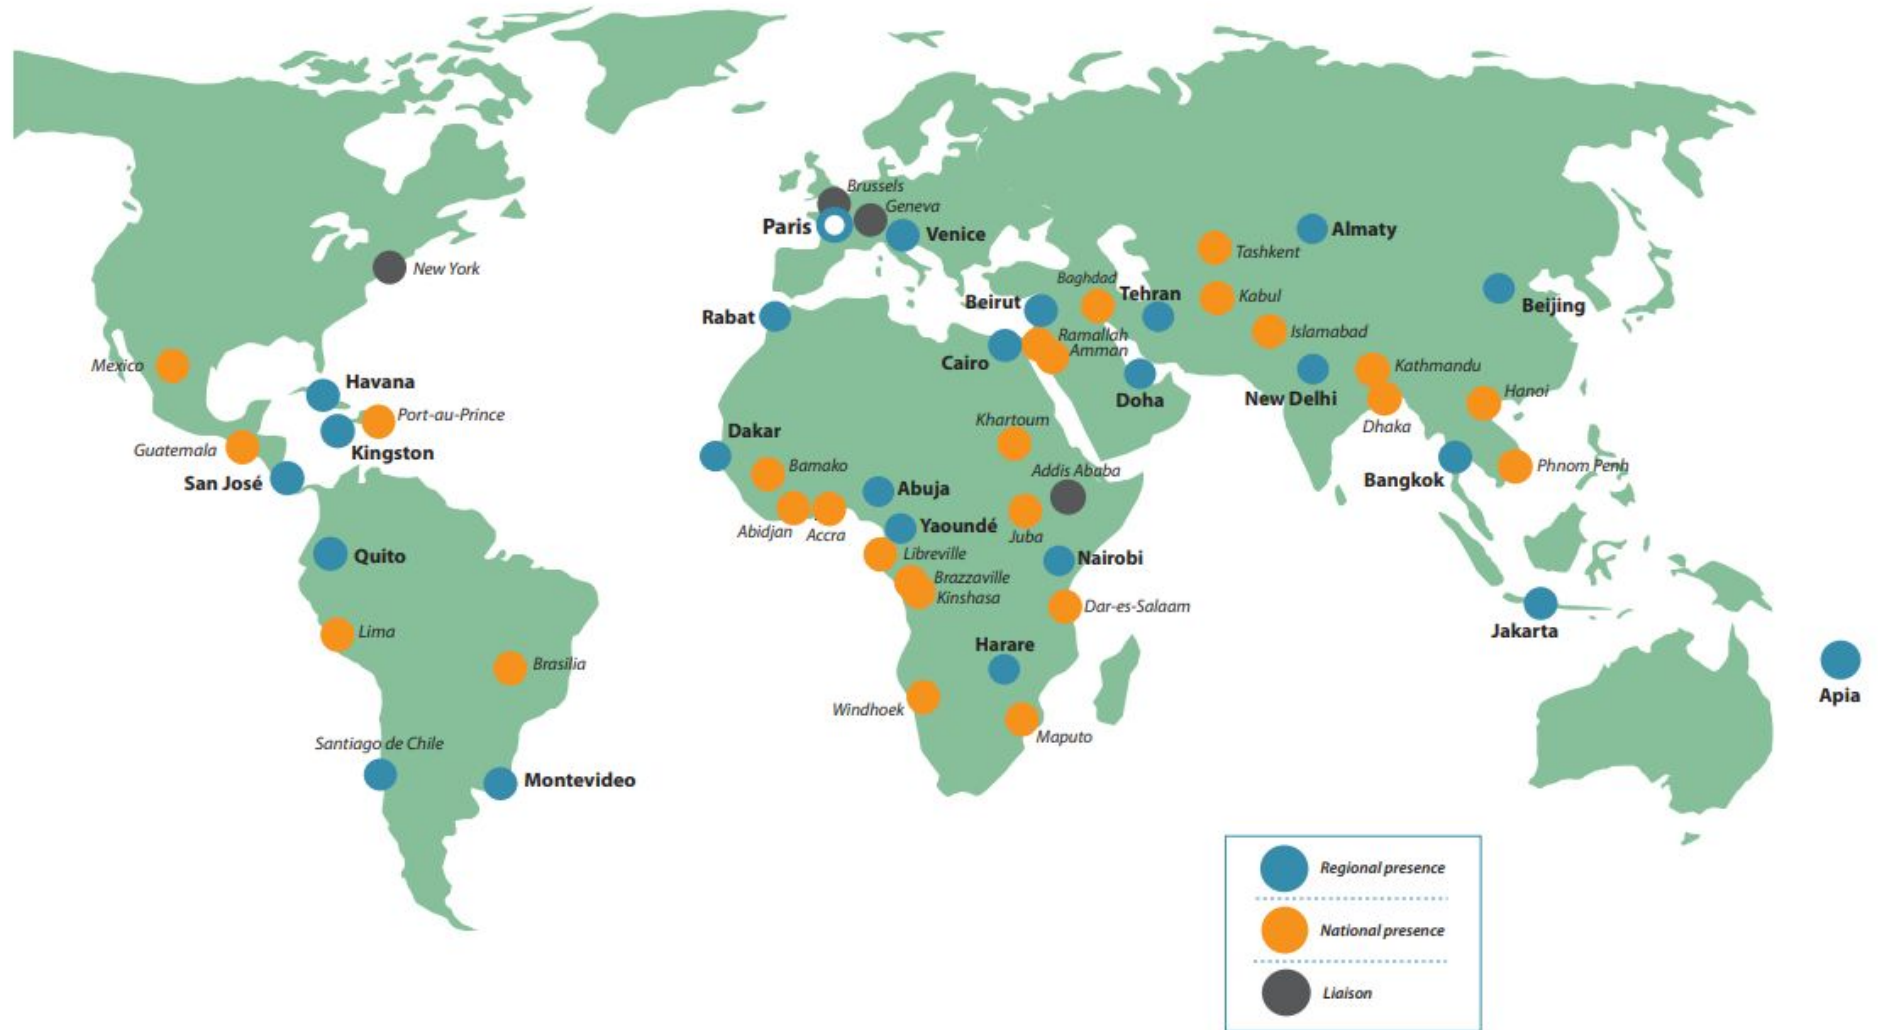 Brussels
Geneva
Paris
Venice
Almaty
Tashkent
New York
Baghdad
Tehran
Kabul
Beirut
Beijing
Rabat
Islamabad
Ramallah
Amman
Cairo
Mexico
Kathmandu
Havana
New Delhi
Hanoi
Doha
Port-au-Prince
Khartoum
Dhaka
Dakar
Guatemala
Kingston
Bamako
Addis Ababa
Phnom Penh
San José
Bangkok
Abuja
Abidjan
Accra
Yaoundé
Juba
Libreville
Quito
Nairobi
Brazzaville
Kinshasa
Dar-es-Salaam
Lima
Jakarta
Harare
Brasilia
Apia
Windhoek
Maputo
Santiago de Chile
Montevideo
Regional presence
National presence
Liaison